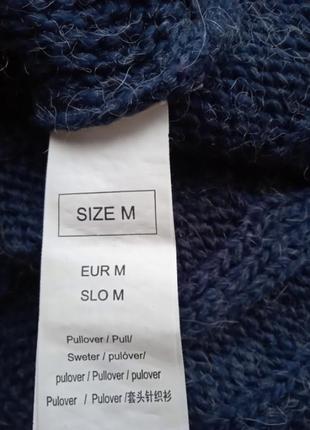 SIZE M
EUR M
SLO M
Pullover / Pull/
Sweter / pulóver/
pulover / Pullover / pulover
Pulover / Pulover /套头针织衫